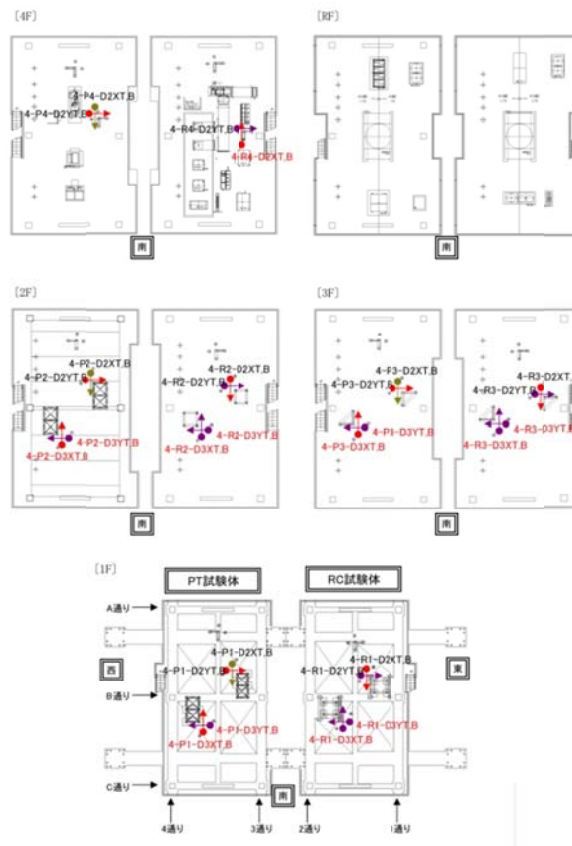 [4F]
[RF]
4-P4-D2XT,B
4-P4-D2YT,B
4-R4-D2YT,B
4-R4-D2XT,B
南
南
[2F]
[3F]
4-P2-D2XT,B
4-P2-D2YT,B
4-P2-D3YT,B
4-P2-D3XT,B
4-R2-D2XT,B
4-R2-D2YT,B
4-R2-D3YT,B
4-R2-D3XT,B
4-P3-D2XT,B
4-P3-D2YT,B
4-P3-D3XT,B
4-R3-D2XT,B
4-R3-D2YT,B
4-R3-D3YT,B
4-R3-D3XT,B
南
南
[1F]
PT試験体
RC試験体
A通り
西
東
4-P1-D2XT,B
4-P1-D2YT,B
4-R1-D2XT,B
4-R1-D2YT,B
B通り
4-P1-D3YT,B
4-P1-D3XT,B
4-R1-D3YT,B
4-R1-D3XT,B
C通り
南
4通り
3通り
2通り
1通り